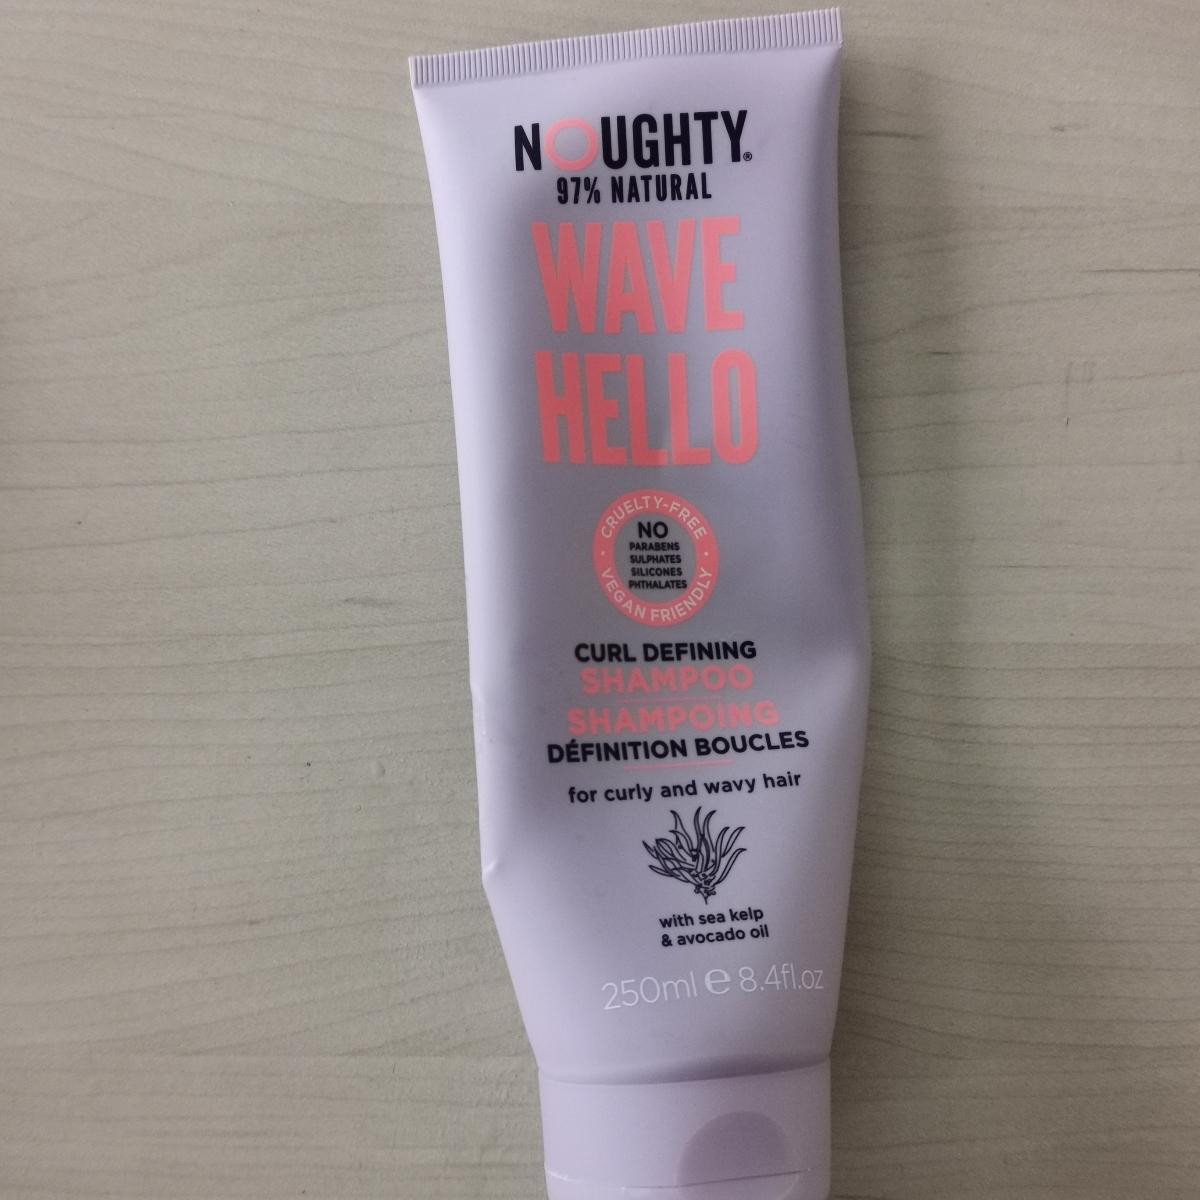 NOUGHTY®
97% NATURAL
WAVE
HELLO
CRUELTY-FREE
NO
PARABENS
SULPHATES
SILICONES
PHTHALATES
VEGAN FRIENDLY
CURL DEFINING
SHAMPOO
SHAMPOING
DÉFINITION BOUCLES
for curly and wavy hair
with sea kelp
& avocado oil
250ml e 8.4fl.oz